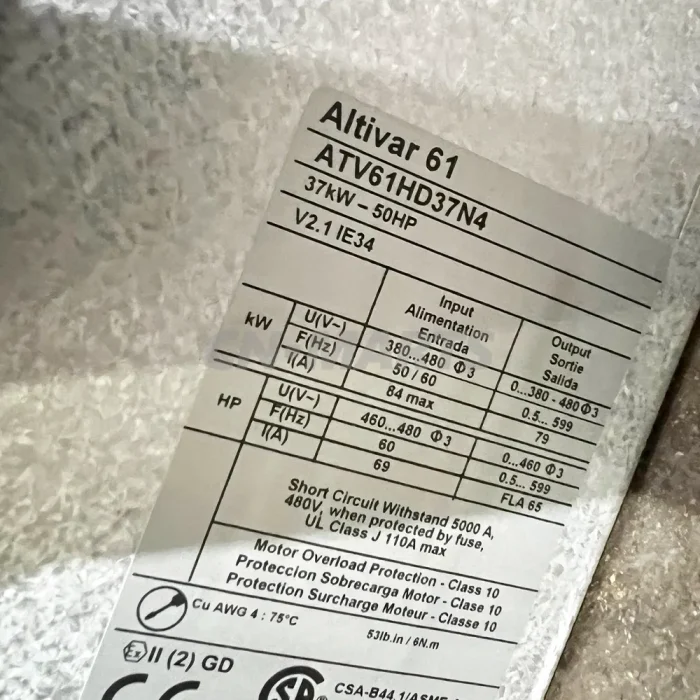 Altivar 61
ATV61HD37N4
37kW – 50HP
V2.1 IE34
Input Output
Alimentation Sortie
Entrada Salida
kW U(V~) 380...480 Φ3 0...380 - 480Φ3
F(Hz) 50 / 60 0.5... 599
I(A) 84 max 79
HP U(V~) 460...480 Φ3 0...460 Φ3
F(Hz) 60 0.5... 599
I(A) 69 FLA 65
Short Circuit Withstand 5000 A,
480V, when protected by fuse,
UL Class J 110A max
Motor Overload Protection - Class 10
Proteccion Sobrecarga Motor - Clase 10
Protection Surcharge Moteur - Classe 10
Cu AWG 4 : 75°C 53lb.in / 6N.m
Ex II (2) GD
CE SA CSA-B44.1/ASME